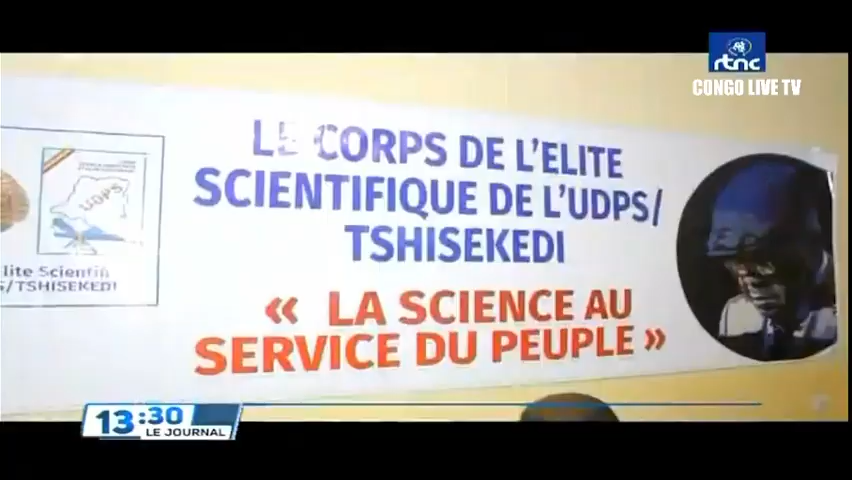 rtnc
CONGO LIVE TV
LE CORPS DE L'ELITE
SCIENTIFIQUE DE L'UDPS/
TSHISEKEDI
« LA SCIENCE AU
SERVICE DU PEUPLE »
UDPS
lite Scientifi
S/TSHISEKEDI
13:30
LE JOURNAL